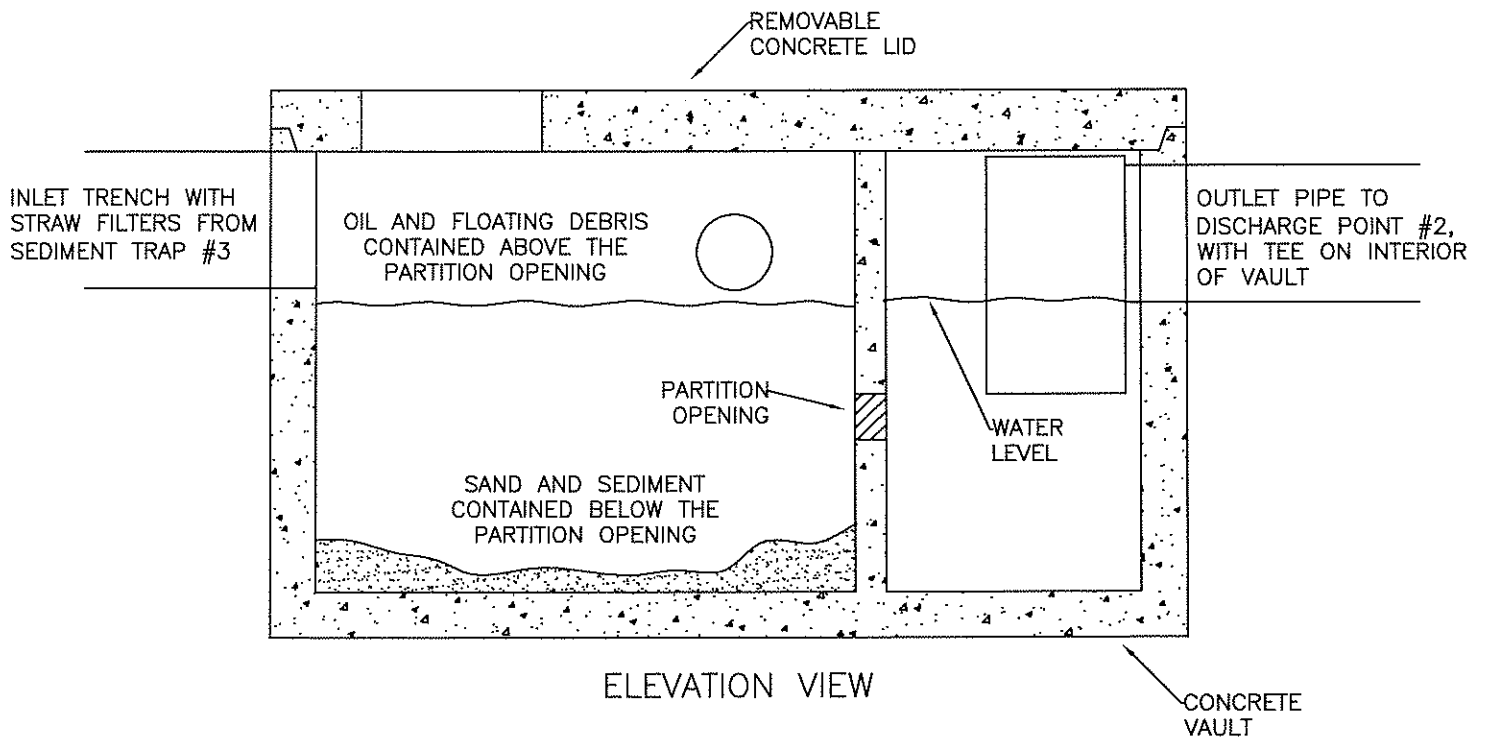 REMOVABLE
CONCRETE LID
INLET TRENCH WITH
STRAW FILTERS FROM
SEDIMENT TRAP #3
OIL AND FLOATING DEBRIS
CONTAINED ABOVE THE
PARTITION OPENING
OUTLET PIPE TO
DISCHARGE POINT #2,
WITH TEE ON INTERIOR
OF VAULT
PARTITION
OPENING
WATER
LEVEL
SAND AND SEDIMENT
CONTAINED BELOW THE
PARTITION OPENING
ELEVATION VIEW
CONCRETE
VAULT